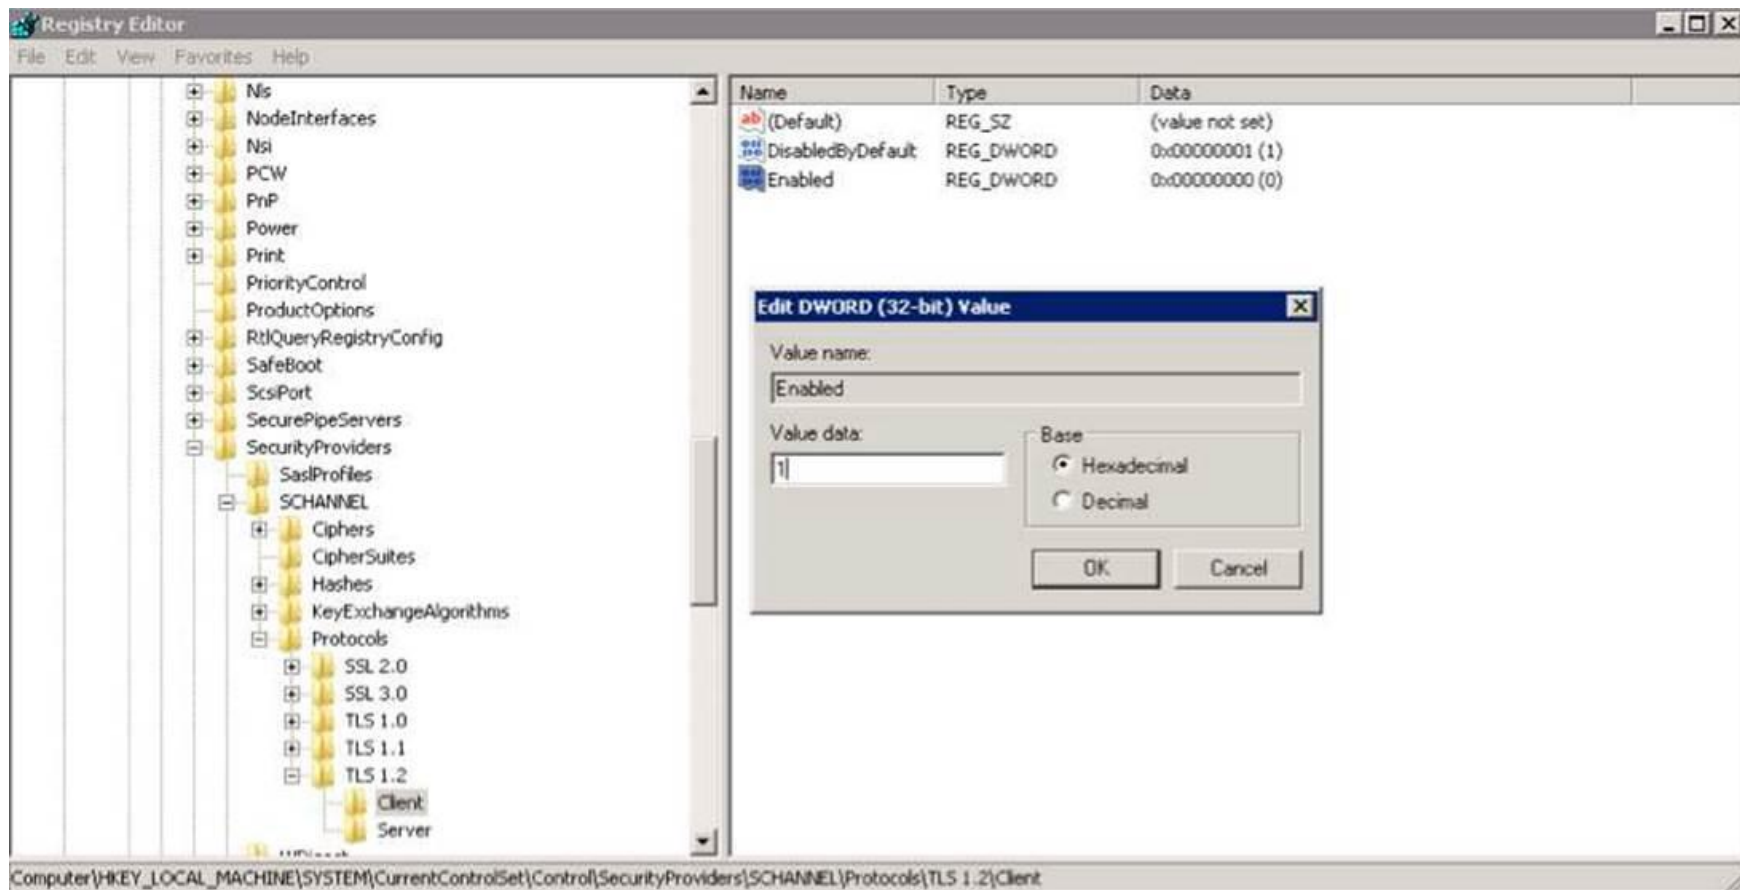 Registry Editor
File Edit View Favorites Help
Nls
NodeInterfaces
Nsi
PCW
PnP
Power
Print
PriorityControl
ProductOptions
RtlQueryRegistryConfig
SafeBoot
ScsiPort
SecurePipeServers
SecurityProviders
SaslProfiles
SCHANNEL
Ciphers
CipherSuites
Hashes
KeyExchangeAlgorithms
Protocols
SSL 2.0
SSL 3.0
TLS 1.0
TLS 1.1
TLS 1.2
Client
Server
Name Type Data
ab (Default) REG_SZ (value not set)
DisabledByDefault REG_DWORD 0x00000001 (1)
Enabled REG_DWORD 0x00000000 (0)
Edit DWORD (32-bit) Value
Value name:
Enabled
Value data:
1
Base
Hexadecimal
Decimal
OK Cancel
Computer\HKEY_LOCAL_MACHINE\SYSTEM\CurrentControlSet\Control\SecurityProviders\SCHANNEL\Protocols\TLS 1.2\Client